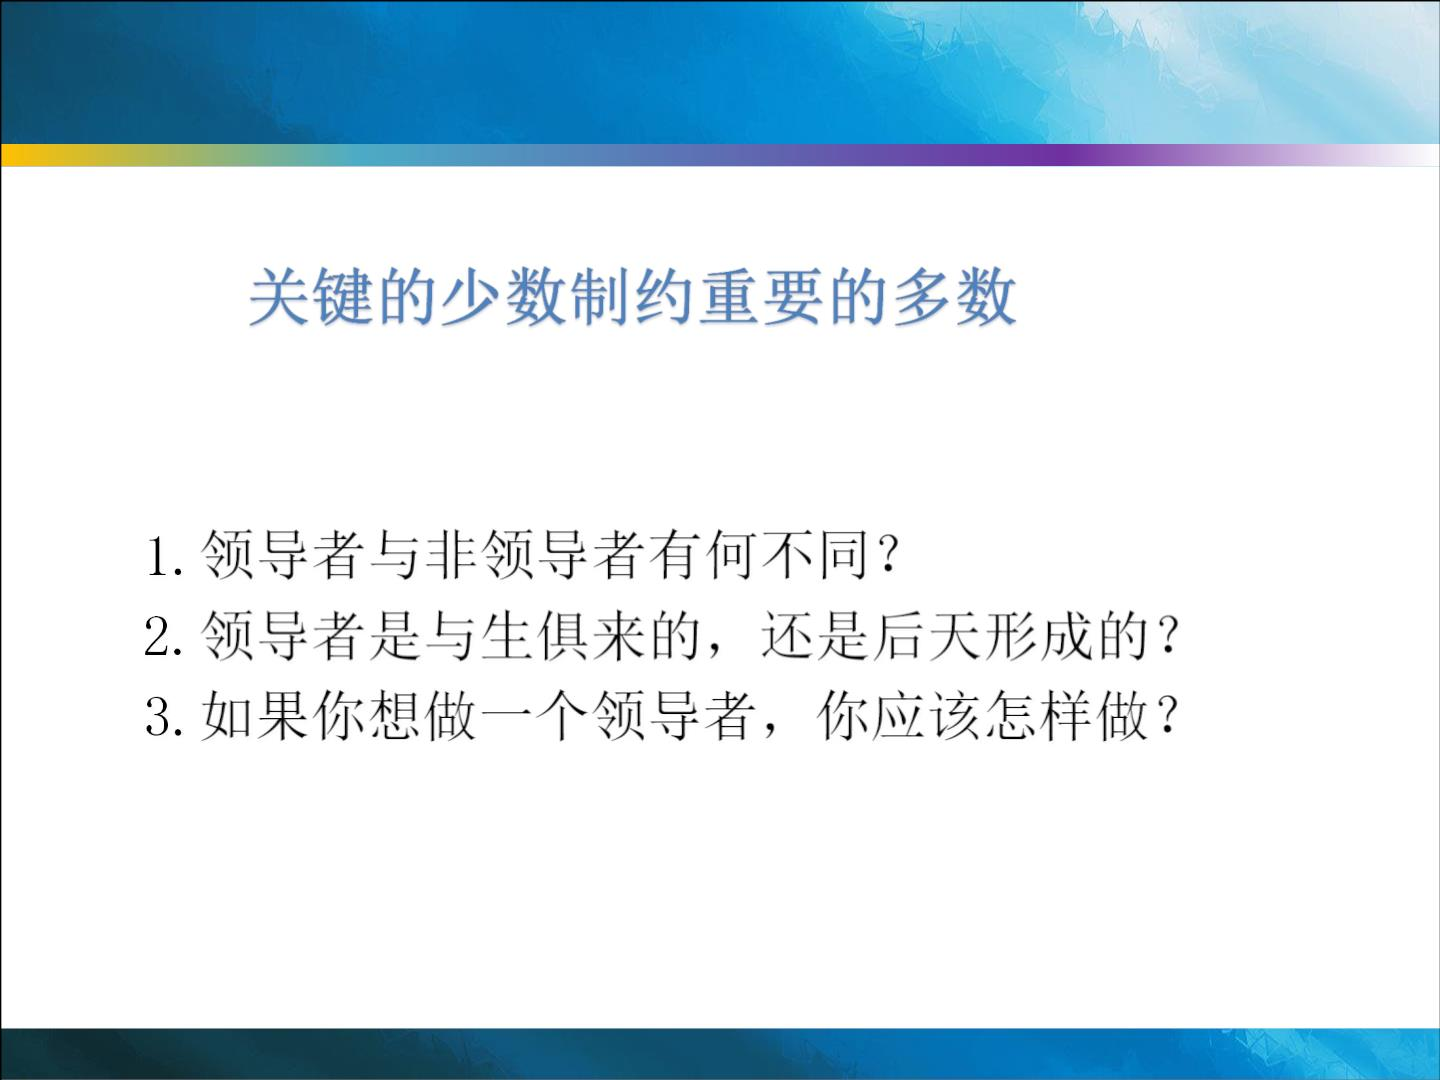 关键的少数制约重要的多数
1.领导者与非领导者有何不同？
2.领导者是与生俱来的，还是后天形成的？
3.如果你想做一个领导者，你应该怎样做？